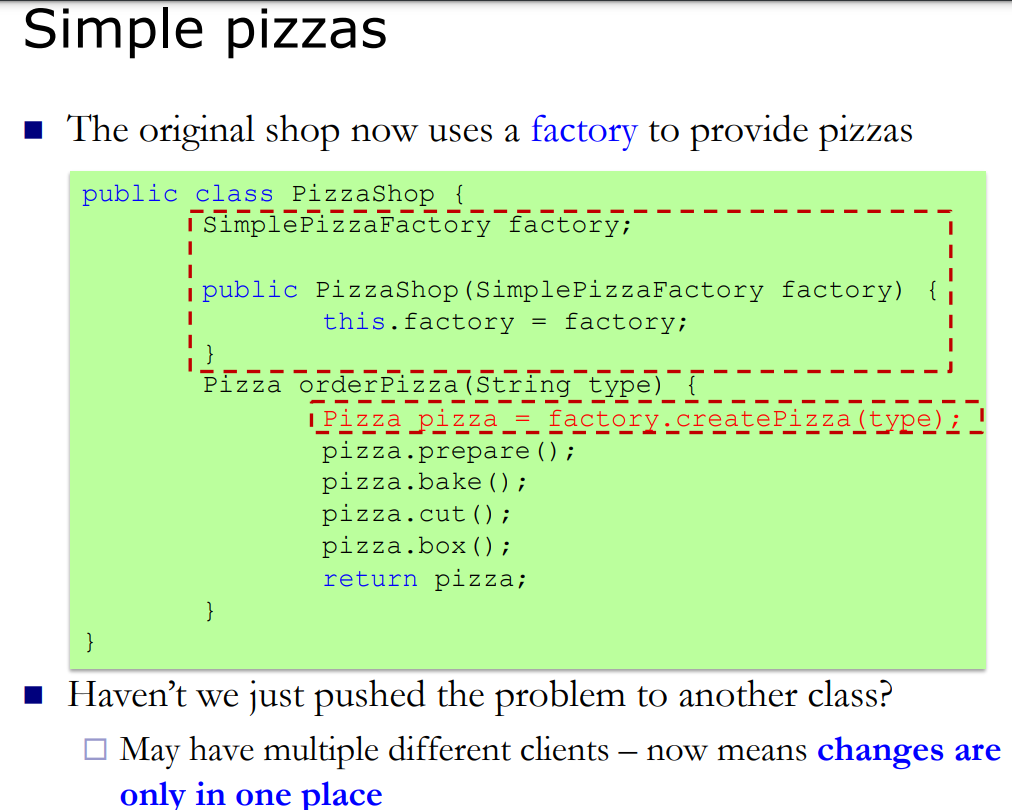 Simple pizzas
The original shop now uses a factory to provide pizzas
public class PizzaShop {
SimplePizzaFactory factory;
public PizzaShop(SimplePizzaFactory factory) {
this.factory = factory;
}
Pizza orderPizza(String type) {
Pizza pizza = factory.createPizza(type);
pizza.prepare();
pizza.bake();
pizza.cut();
pizza.box();
return pizza;
}
}
Haven’t we just pushed the problem to another class?
May have multiple different clients – now means changes are
only in one place